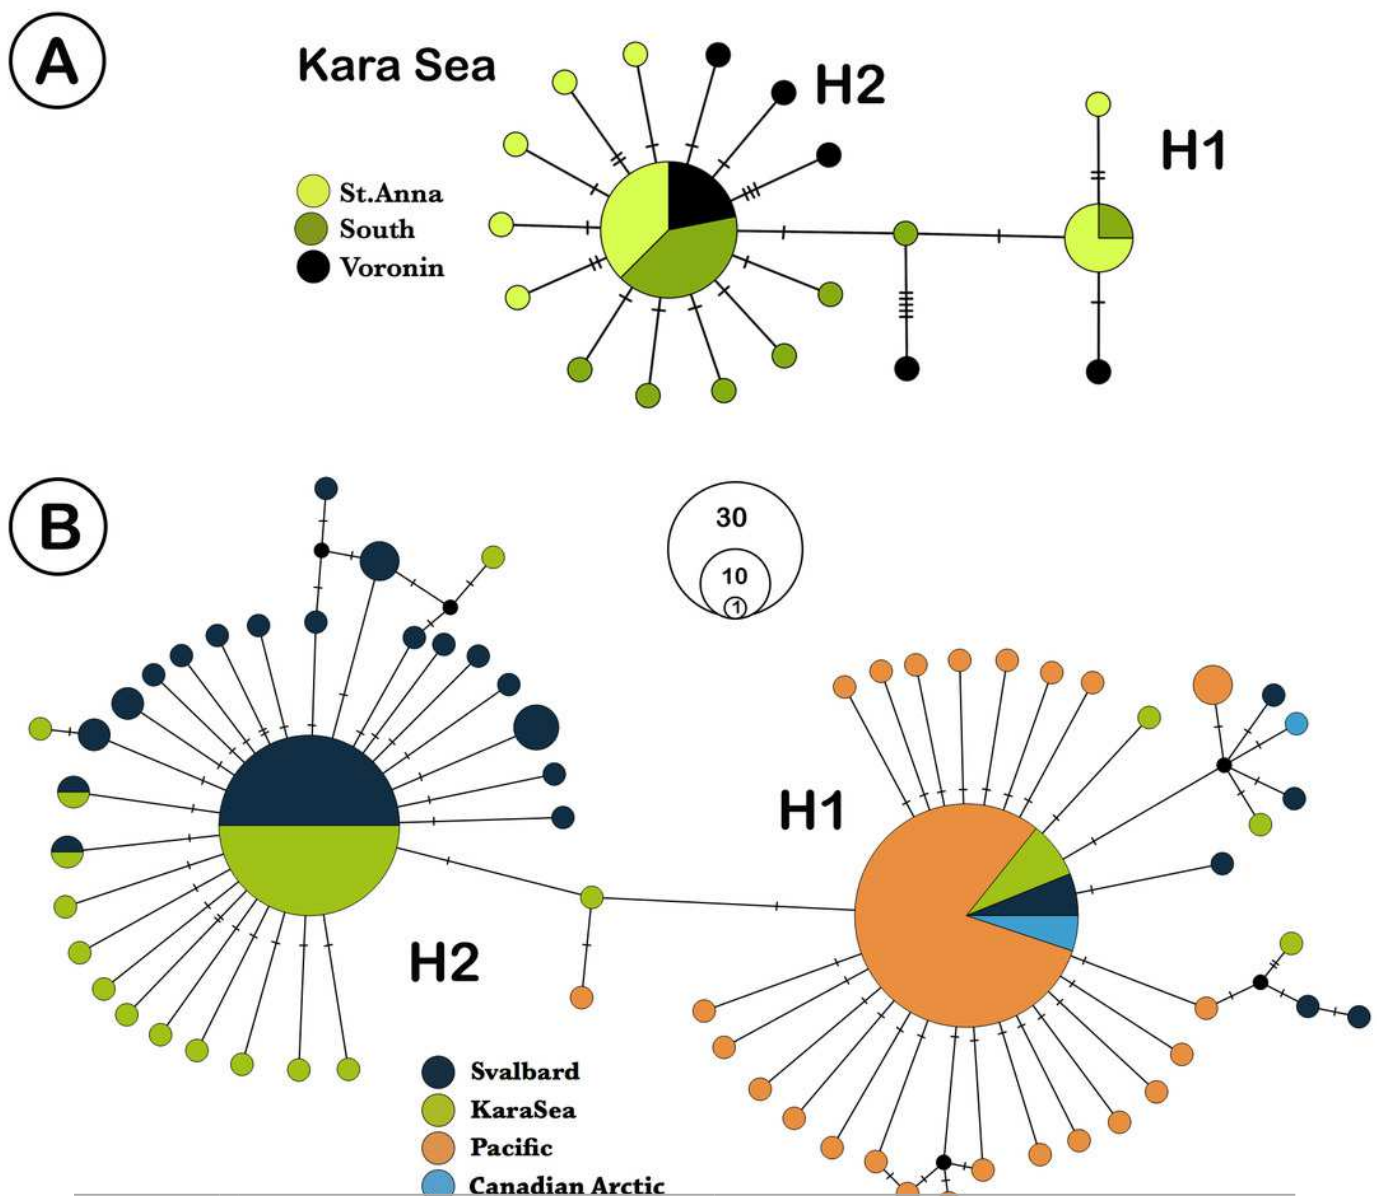 A
Kara Sea
H2
H1
St.Anna
South
Voronin
B
30
10
1
H1
H2
Svalbard
KaraSea
Pacific
Canadian Arctic